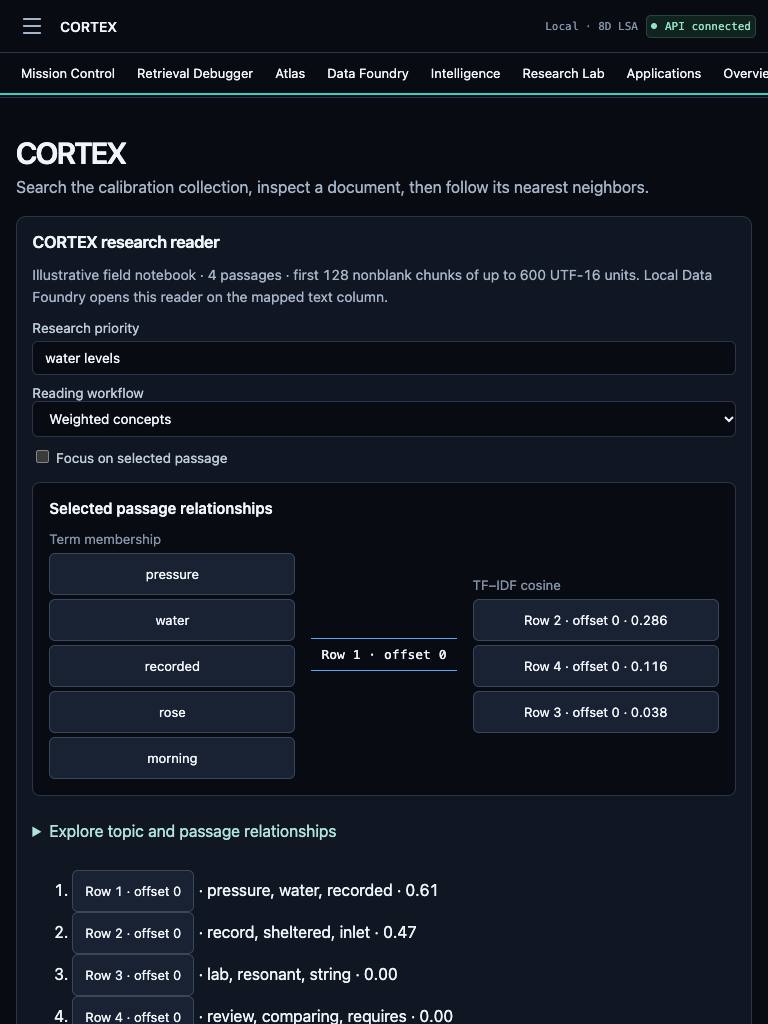 CORTEX
Local · 8D LSA
API connected
Mission Control Retrieval Debugger Atlas Data Foundry Intelligence Research Lab Applications
CORTEX
Search the calibration collection, inspect a document, then follow its nearest neighbors.
CORTEX research reader
Illustrative field notebook · 4 passages · first 128 nonblank chunks of up to 600 UTF-16 units. Local Data
Foundry opens this reader on the mapped text column.
Research priority
water levels
Reading workflow
Weighted concepts
Focus on selected passage
Selected passage relationships
Term membership
pressure
water
recorded
rose
morning
Row 1 · offset 0
TF–IDF cosine
Row 2 · offset 0 · 0.286
Row 4 · offset 0 · 0.116
Row 3 · offset 0 · 0.038
Explore topic and passage relationships
1. Row 1 · offset 0 · pressure, water, recorded · 0.61
2. Row 2 · offset 0 · record, sheltered, inlet · 0.47
3. Row 3 · offset 0 · lab, resonant, string · 0.00
4. Row 4 · offset 0 · review, comparing, requires · 0.00